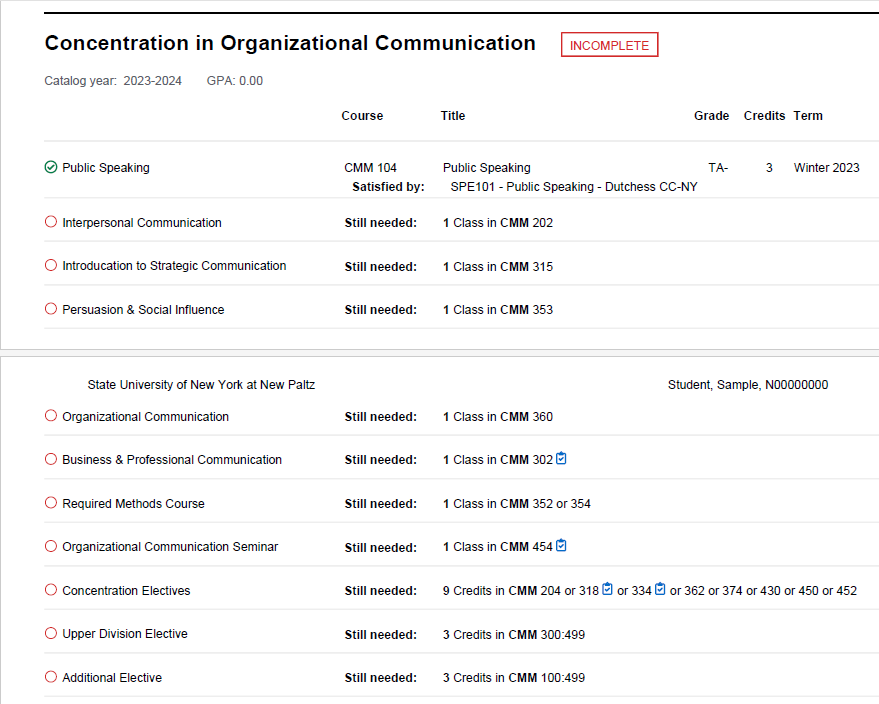 Concentration in Organizational Communication INCOMPLETE
Catalog year: 2023-2024 GPA: 0.00
Course Title Grade Credits Term
Public Speaking CMM 104 Public Speaking TA- 3 Winter 2023
Satisfied by: SPE101 - Public Speaking - Dutchess CC-NY
Interpersonal Communication Still needed: 1 Class in CMM 202
Introducation to Strategic Communication Still needed: 1 Class in CMM 315
Persuasion & Social Influence Still needed: 1 Class in CMM 353
State University of New York at New Paltz Student, Sample, N00000000
Organizational Communication Still needed: 1 Class in CMM 360
Business & Professional Communication Still needed: 1 Class in CMM 302
Required Methods Course Still needed: 1 Class in CMM 352 or 354
Organizational Communication Seminar Still needed: 1 Class in CMM 454
Concentration Electives Still needed: 9 Credits in CMM 204 or 318 or 334 or 362 or 374 or 430 or 450 or 452
Upper Division Elective Still needed: 3 Credits in CMM 300:499
Additional Elective Still needed: 3 Credits in CMM 100:499